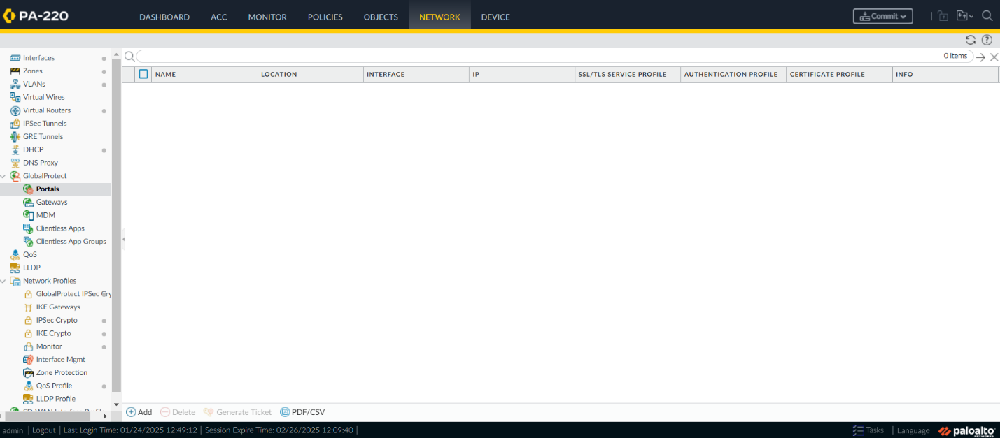 PA-220 DASHBOARD ACC MONITOR POLICIES OBJECTS NETWORK DEVICE Commit
0 items
NAME LOCATION INTERFACE IP SSL/TLS SERVICE PROFILE AUTHENTICATION PROFILE CERTIFICATE PROFILE INFO
Interfaces
Zones
VLANs
Virtual Wires
Virtual Routers
IPSec Tunnels
GRE Tunnels
DHCP
DNS Proxy
GlobalProtect
Portals
Gateways
MDM
Clientless Apps
Clientless App Groups
QoS
LLDP
Network Profiles
GlobalProtect IPSec Cry
IKE Gateways
IPSec Crypto
IKE Crypto
Monitor
Interface Mgmt
Zone Protection
QoS Profile
LLDP Profile
Add Delete Generate Ticket PDF/CSV
admin | Logout | Last Login Time: 01/24/2025 12:49:12 | Session Expire Time: 02/26/2025 12:09:40 | Tasks | Language paloalto NETWORKS